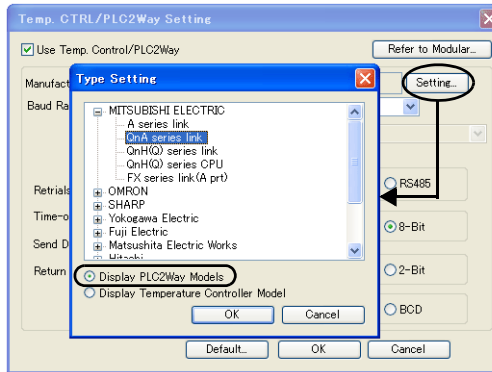 Temp. CTRL/PLC2Way Setting
Use Temp. Control/PLC2Way
Refer to Modular...
Manufact
Setting...
Baud Ra
Type Setting
MITSUBISHI ELECTRIC
A series link
QnA series link
QnH(Q) series link
QnH(Q) series CPU
FX series link(A prt)
OMRON
SHARP
Yokogawa Electric
Fuji Electric
Matsushita Electric Works
Hitachi
Display PLC2Way Models
Display Temperature Controller Model
OK
Cancel
Retrials
RS485
Time-o
8-Bit
Send D
Return
2-Bit
BCD
Default...
OK
Cancel